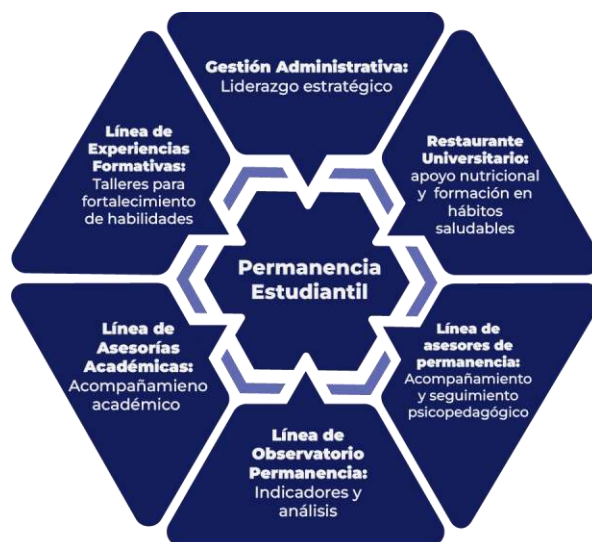 Gestión Administrativa:
Liderazgo estratégico
Línea de
Experiencias
Formativas:
Talleres para
fortalecimiento
de habilidades
Restaurante
Universitario:
apoyo nutricional
y formación en
hábitos
saludables
Permanencia
Estudiantil
Línea de
Asesorías
Académicas:
Acompañamieno
académico
Línea de
asesores de
permanencia:
Acompañamiento
y seguimiento
psicopedagógico
Línea de
Observatorio
Permanencia:
Indicadores y
análisis